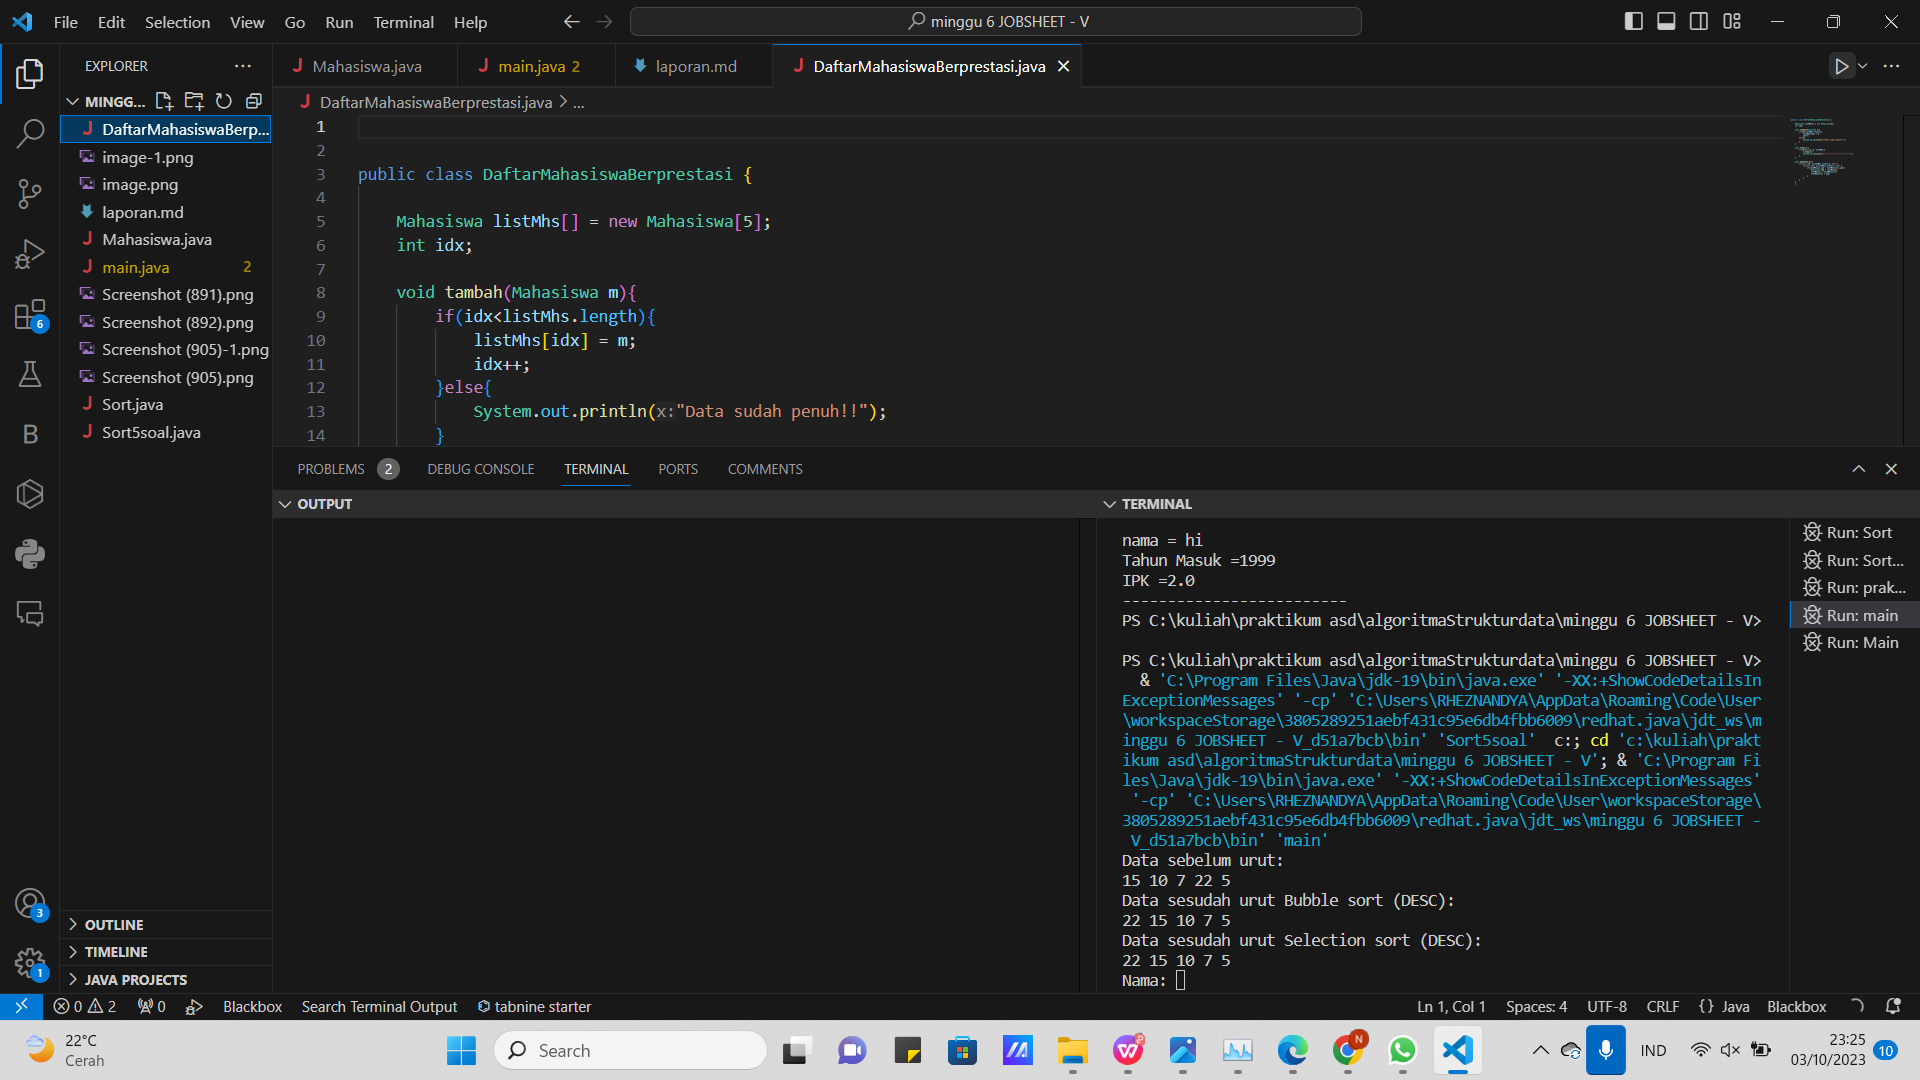 File Edit Selection View Go Run Terminal Help
minggu 6 JOBSHEET - V
EXPLORER
MINGG...
DaftarMahasiswaBerp...
image-1.png
image.png
laporan.md
Mahasiswa.java
main.java 2
Screenshot (891).png
Screenshot (892).png
Screenshot (905)-1.png
Screenshot (905).png
Sort.java
Sort5soal.java
OUTLINE
TIMELINE
JAVA PROJECTS
6
B
3
1
Mahasiswa.java
main.java 2
laporan.md
DaftarMahasiswaBerprestasi.java
DaftarMahasiswaBerprestasi.java > ...
1
2
3 public class DaftarMahasiswaBerprestasi {
4
5 Mahasiswa listMhs[] = new Mahasiswa[5];
6 int idx;
7
8 void tambah(Mahasiswa m){
9 if(idx<listMhs.length){
10 listMhs[idx] = m;
11 idx++;
12 }else{
13 System.out.println(x:"Data sudah penuh!!");
14 }
PROBLEMS 2 DEBUG CONSOLE TERMINAL PORTS COMMENTS
OUTPUT
TERMINAL
nama = hi
Tahun Masuk =1999
IPK =2.0
-------------------------
PS C:\kuliah\praktikum asd\algoritmaStrukturdata\minggu 6 JOBSHEET - V>
PS C:\kuliah\praktikum asd\algoritmaStrukturdata\minggu 6 JOBSHEET - V>
& 'C:\Program Files\Java\jdk-19\bin\java.exe' '-XX:+ShowCodeDetailsIn
ExceptionMessages' '-cp' 'C:\Users\RHEZNANDYA\AppData\Roaming\Code\User
\workspaceStorage\3805289251aebf431c95e6db4fbb6009\redhat.java\jdt_ws\m
inggu 6 JOBSHEET - V_d51a7bcb\bin' 'Sort5soal' c:; cd 'c:\kuliah\prakt
ikum asd\algoritmaStrukturdata\minggu 6 JOBSHEET - V'; & 'C:\Program Fi
les\Java\jdk-19\bin\java.exe' '-XX:+ShowCodeDetailsInExceptionMessages'
'-cp' 'C:\Users\RHEZNANDYA\AppData\Roaming\Code\User\workspaceStorage\
3805289251aebf431c95e6db4fbb6009\redhat.java\jdt_ws\minggu 6 JOBSHEET -
V_d51a7bcb\bin' 'main'
Data sebelum urut:
15 10 7 22 5
Data sesudah urut Bubble sort (DESC):
22 15 10 7 5
Data sesudah urut Selection sort (DESC):
22 15 10 7 5
Nama:
Run: Sort
Run: Sort...
Run: prak...
Run: main
Run: Main
0 2 0 Blackbox Search Terminal Output tabnine starter
Ln 1, Col 1 Spaces: 4 UTF-8 CRLF {} Java Blackbox
22°C
Cerah
Search
N
IND
23:25
03/10/2023
10